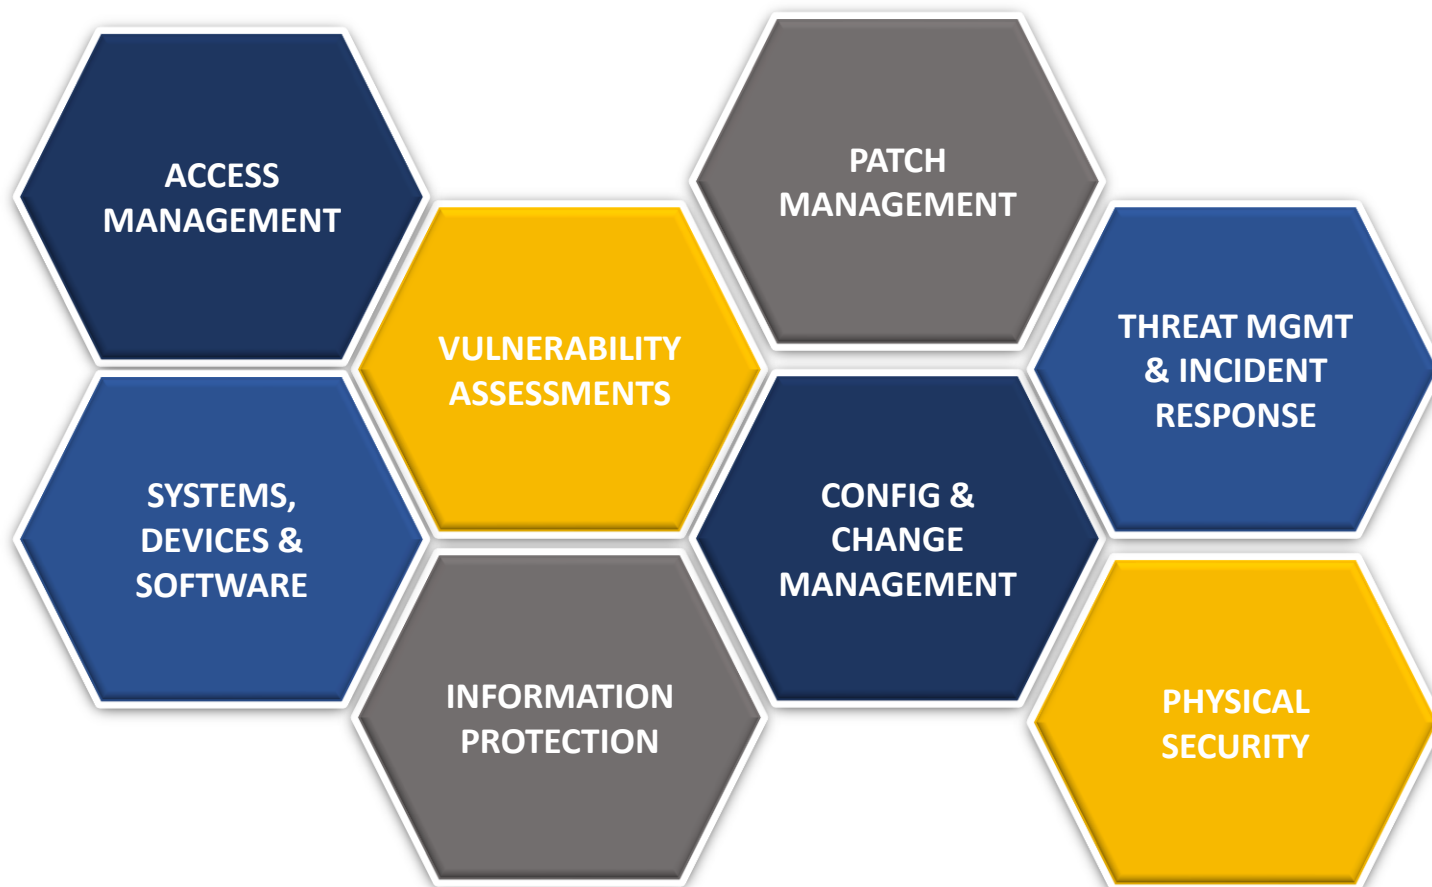 ACCESS
MANAGEMENT
PATCH
MANAGEMENT
VULNERABILITY
ASSESSMENTS
THREAT MGMT
& INCIDENT
RESPONSE
SYSTEMS,
DEVICES &
SOFTWARE
CONFIG &
CHANGE
MANAGEMENT
INFORMATION
PROTECTION
PHYSICAL
SECURITY